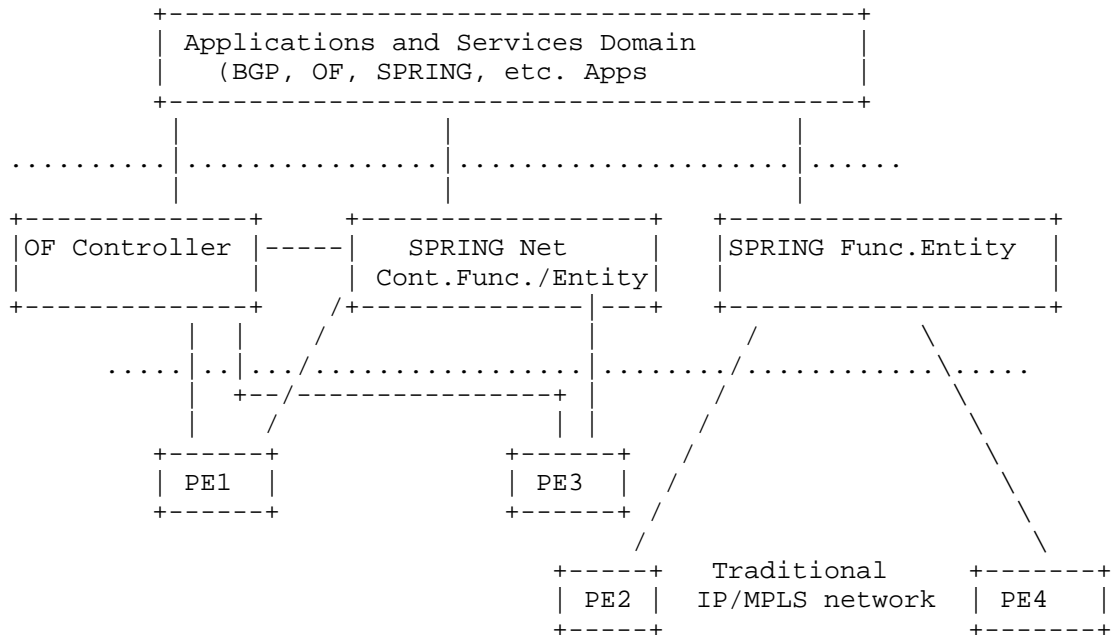 Applications and Services Domain
(BGP, OF, SPRING, etc. Apps
OF Controller
SPRING Net
SPRING Func.Entity
Cont.Func./Entity
PE1
PE3
Traditional
PE2
IP/MPLS network
PE4